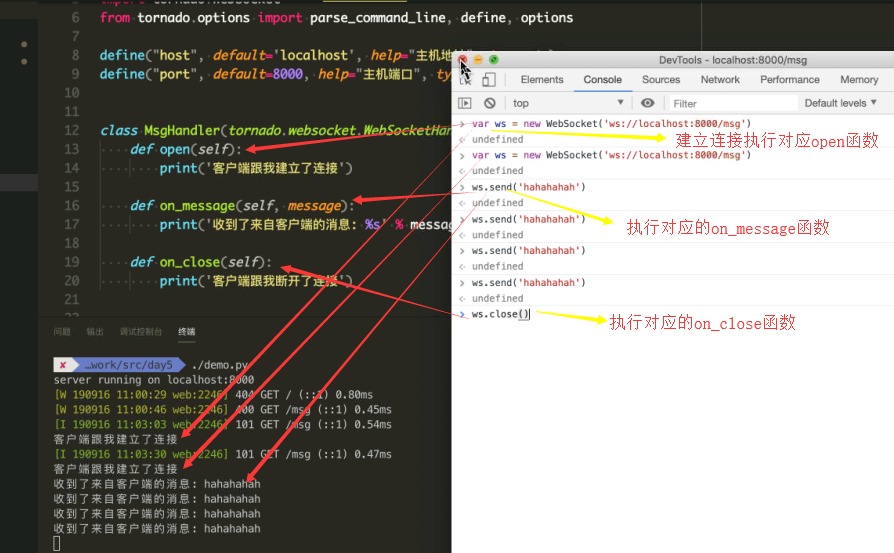 import tornado.websocket
6 from tornado.options import parse_command_line, define, options
7
8 define("host", default='localhost', help="主机地
9 define("port", default=8000, help="主机端口", ty
10
11
12 class MsgHandler(tornado.websocket.WebSocketHan
13 def open(self):
14 print('客户端跟我建立了连接')
15
16 def on_message(self, message):
17 print('收到了来自客户端的消息: %s' % messag
18
19 def on_close(self):
20 print('客户端跟我断开了连接')
21
22
问题 输出 调试控制台 终端
✘ …work/src/day5 ./demo.py
server running on localhost:8000
[W 190916 11:00:29 web:2246] 404 GET / (::1) 0.80ms
[W 190916 11:00:46 web:2246] 400 GET /msg (::1) 0.45ms
[I 190916 11:03:03 web:2246] 101 GET /msg (::1) 0.54ms
客户端跟我建立了连接
[I 190916 11:03:30 web:2246] 101 GET /msg (::1) 0.47ms
客户端跟我建立了连接
收到了来自客户端的消息: hahahahah
收到了来自客户端的消息: hahahahah
收到了来自客户端的消息: hahahahah
收到了来自客户端的消息: hahahahah
DevTools - localhost:8000/msg
Elements Console Sources Network Performance Memory
top Filter Default levels
var ws = new WebSocket('ws://localhost:8000/msg')
undefined
建立连接执行对应open函数
var ws = new WebSocket('ws://localhost:8000/msg')
undefined
ws.send('hahahahah')
undefined
ws.send('hahahahah')
undefined
执行对应的on_message函数
ws.send('hahahahah')
undefined
ws.send('hahahahah')
undefined
ws.close()
执行对应的on_close函数